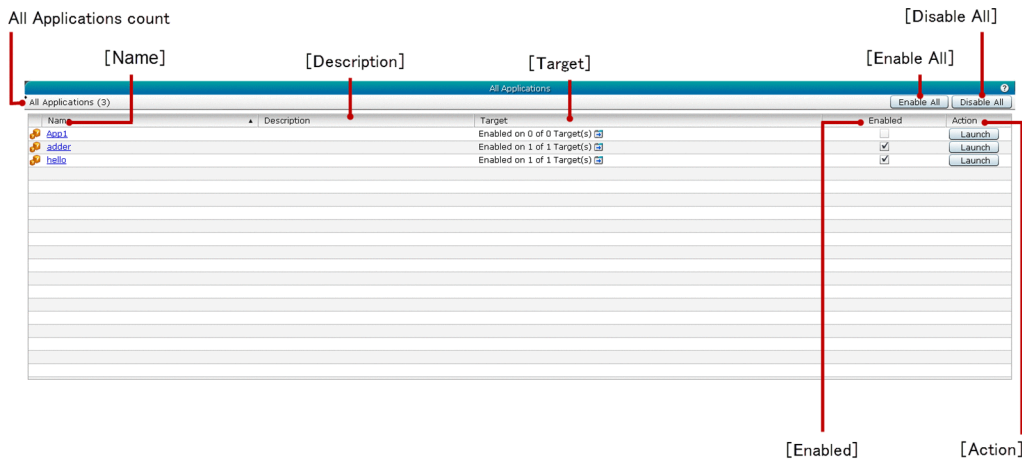 All Applications count
[Disable All]
[Name]
[Description]
[Target]
[Enable All]
All Applications
?
All Applications (3)
Enable All
Disable All
Name Description Target Enabled Action
App1 Enabled on 0 of 0 Target(s) Launch
adder Enabled on 1 of 1 Target(s) Launch
hello Enabled on 1 of 1 Target(s) Launch
[Enabled]
[Action]